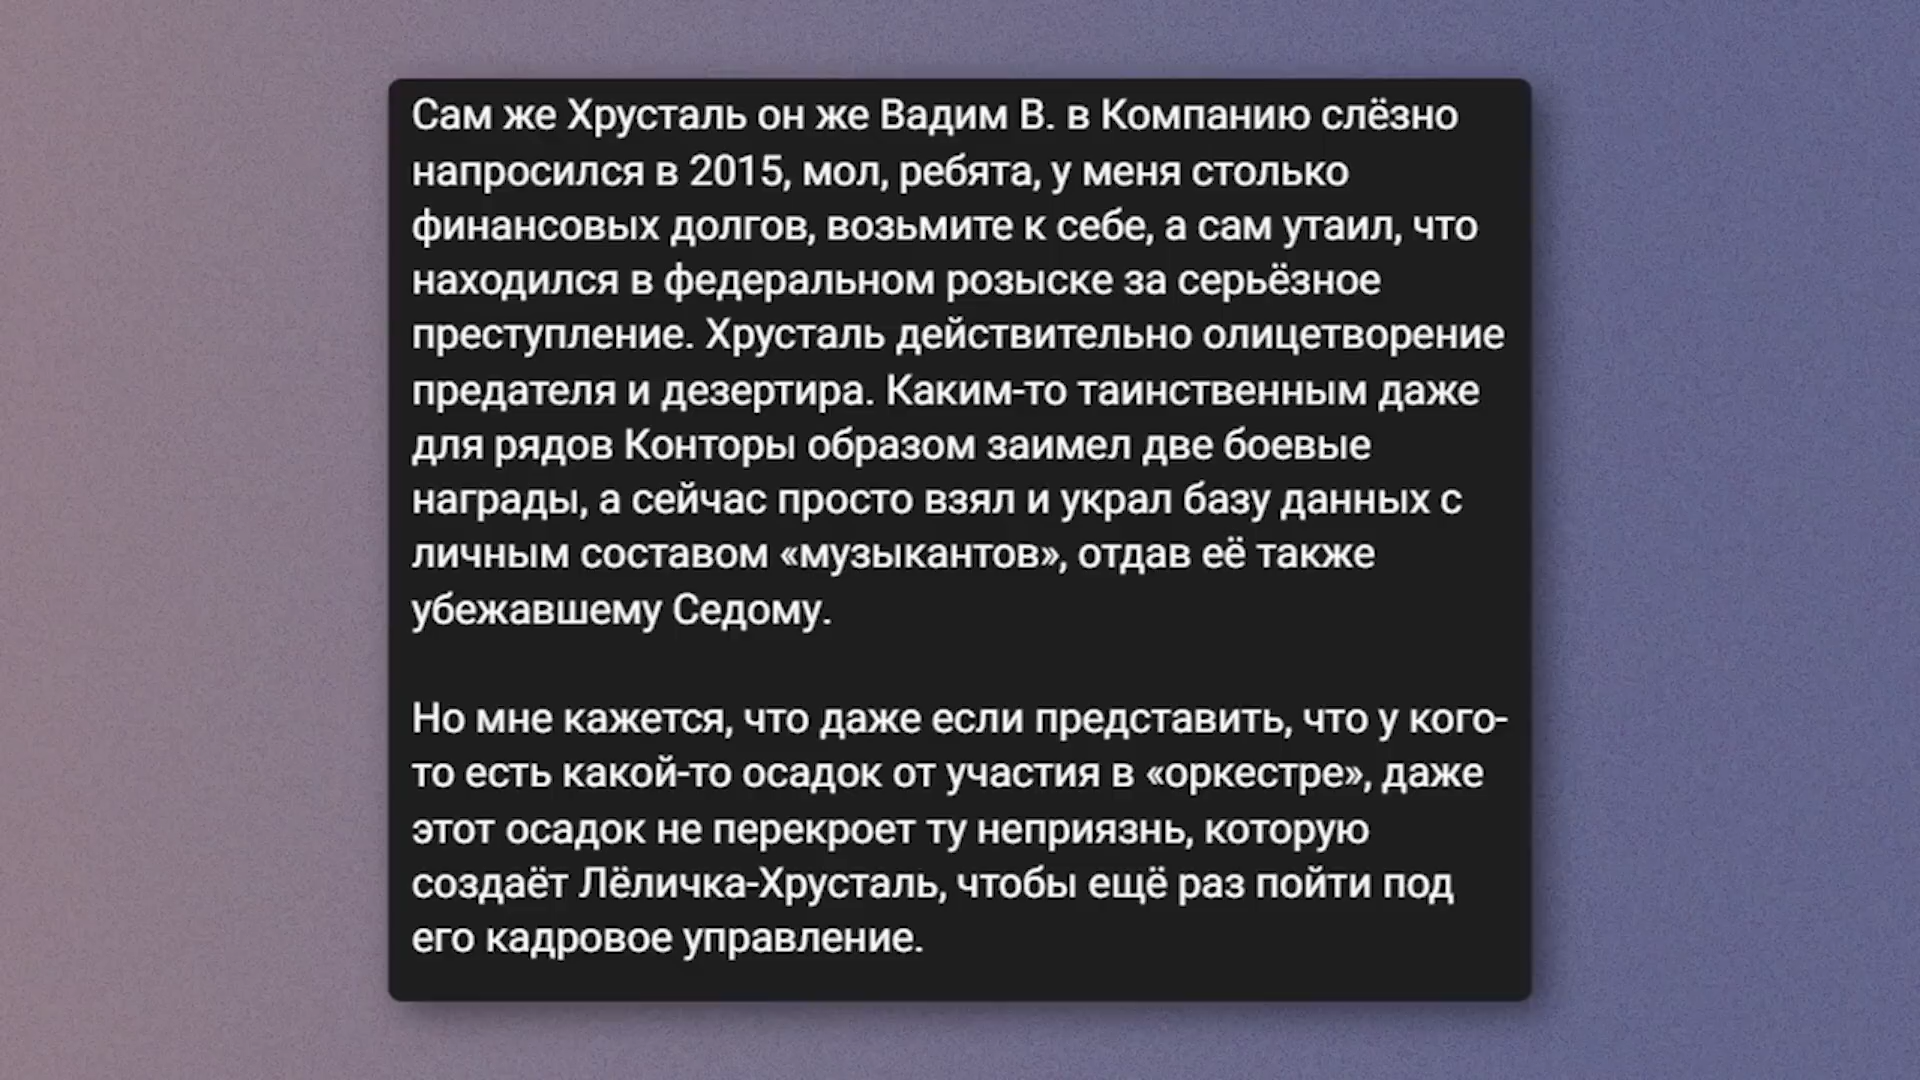 Сам же Хрусталь он же Вадим В. в Компанию слёзно
напросился в 2015, мол, ребята, у меня столько
финансовых долгов, возьмите к себе, а сам утаил, что
находился в федеральном розыске за серьёзное
преступление. Хрусталь действительно олицетворение
предателя и дезертира. Каким-то таинственным даже
для рядов Конторы образом заимел две боевые
награды, а сейчас просто взял и украл базу данных с
личным составом «музыкантов», отдав её также
убежавшему Седому.
Но мне кажется, что даже если представить, что у кого-
то есть какой-то осадок от участия в «оркестре», даже
этот осадок не перекроет ту неприязнь, которую
создаёт Лёличка-Хрусталь, чтобы ещё раз пойти под
его кадровое управление.